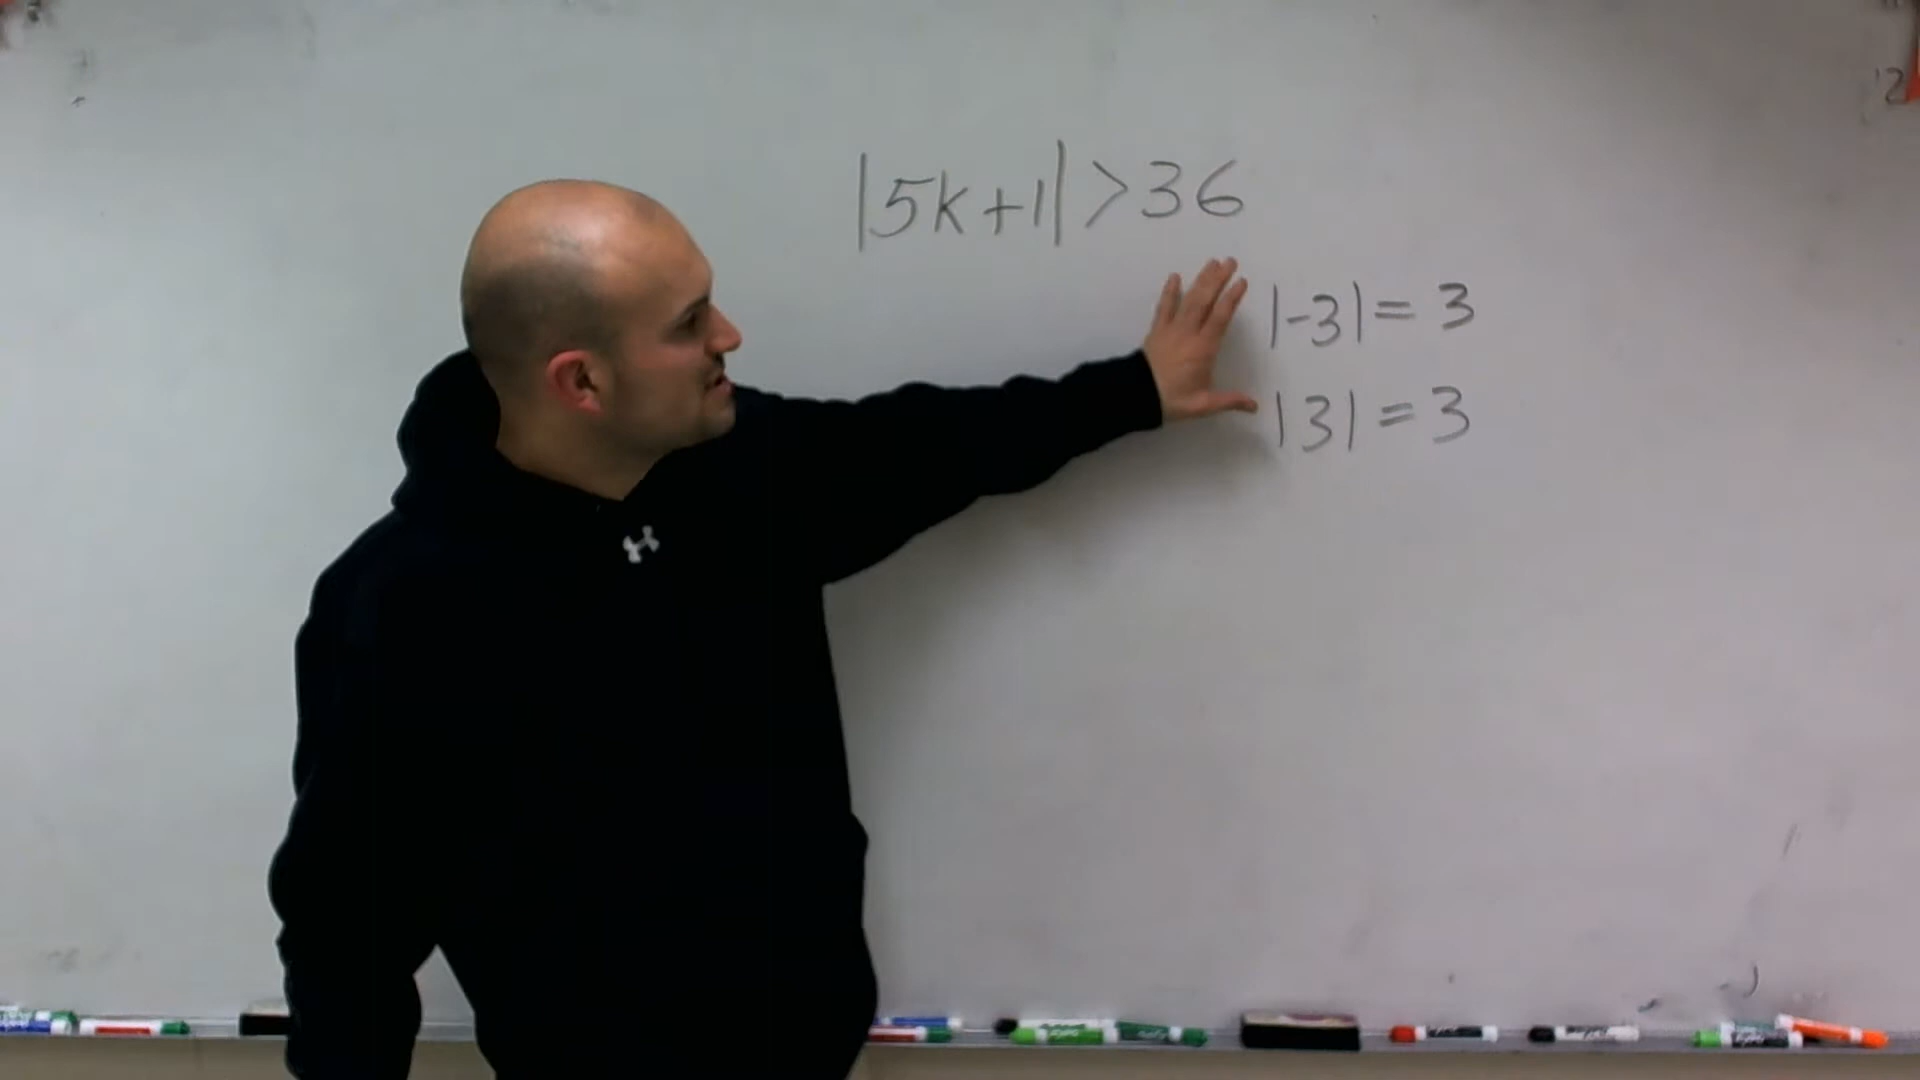 |5k+1|>36
|-3|= 3
|3| = 3